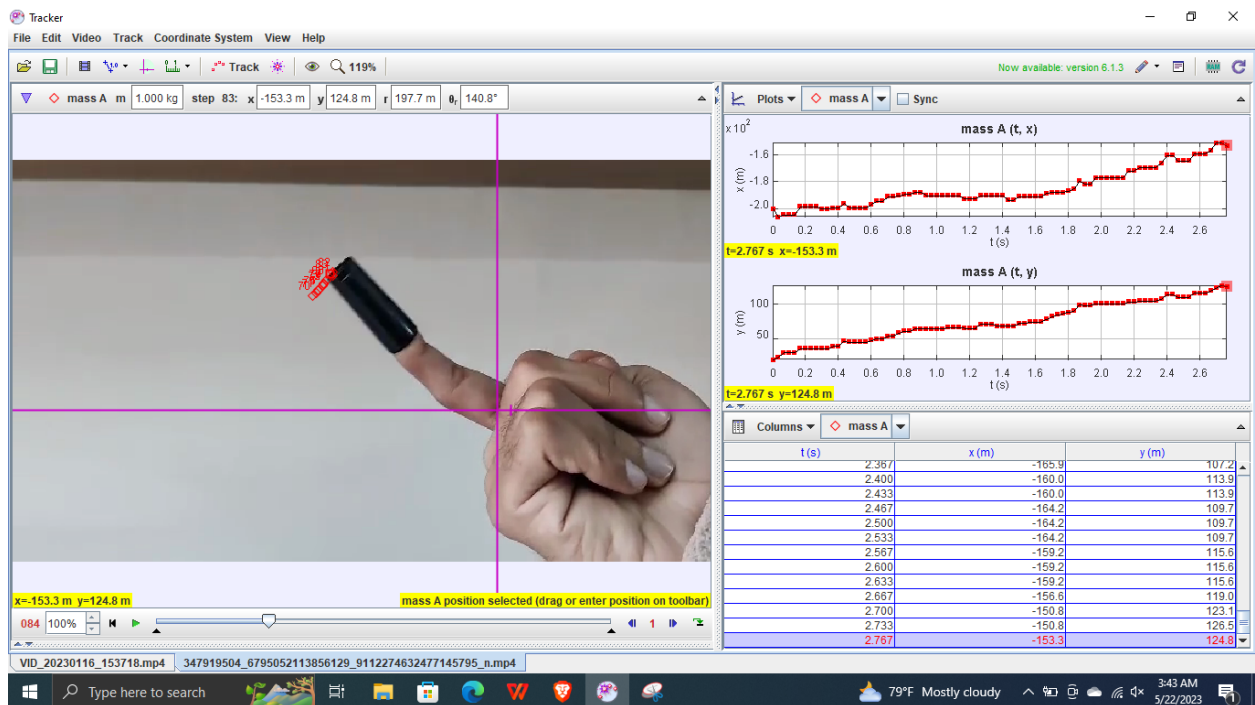 Tracker
File Edit Video Track Coordinate System View Help
Track 119% Now available: version 6.1.3
mass A m 1.000 kg step 83: x -153.3 m y 124.8 m r 197.7 m θr 140.8°
Plots mass A Sync
x 10²
mass A (t, x)
-1.6
-1.8
-2.0
x (m)
0 0.2 0.4 0.6 0.8 1.0 1.2 1.4 1.6 1.8 2.0 2.2 2.4 2.6
t (s)
t=2.767 s x=-153.3 m
mass A (t, y)
100
50
y (m)
0 0.2 0.4 0.6 0.8 1.0 1.2 1.4 1.6 1.8 2.0 2.2 2.4 2.6
t (s)
t=2.767 s y=124.8 m
Columns mass A
t (s) x (m) y (m)
2.367 -165.9 107.2
2.400 -160.0 113.9
2.433 -160.0 113.9
2.467 -164.2 109.7
2.500 -164.2 109.7
2.533 -164.2 109.7
2.567 -159.2 115.6
2.600 -159.2 115.6
2.633 -159.2 115.6
2.667 -156.6 119.0
2.700 -150.8 123.1
2.733 -150.8 126.5
2.767 -153.3 124.8
x=-153.3 m y=124.8 m mass A position selected (drag or enter position on toolbar)
084 100% 1
VID_20230116_153718.mp4 347919504_6795052113856129_9112274632477145795_n.mp4
Type here to search 79°F Mostly cloudy 3:43 AM
5/22/2023